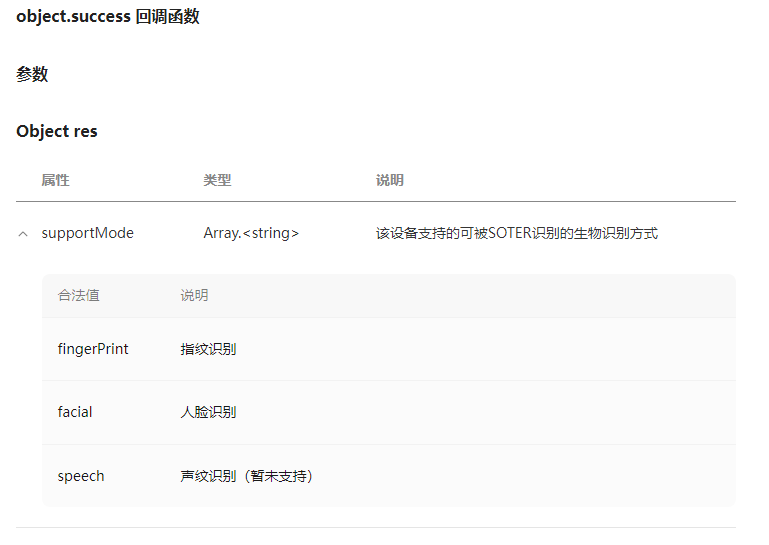 object.success 回调函数
参数
Object res
属性 类型 说明
supportMode Array.<string> 该设备支持的可被SOTER识别的生物识别方式
合法值 说明
fingerPrint 指纹识别
facial 人脸识别
speech 声纹识别（暂未支持）